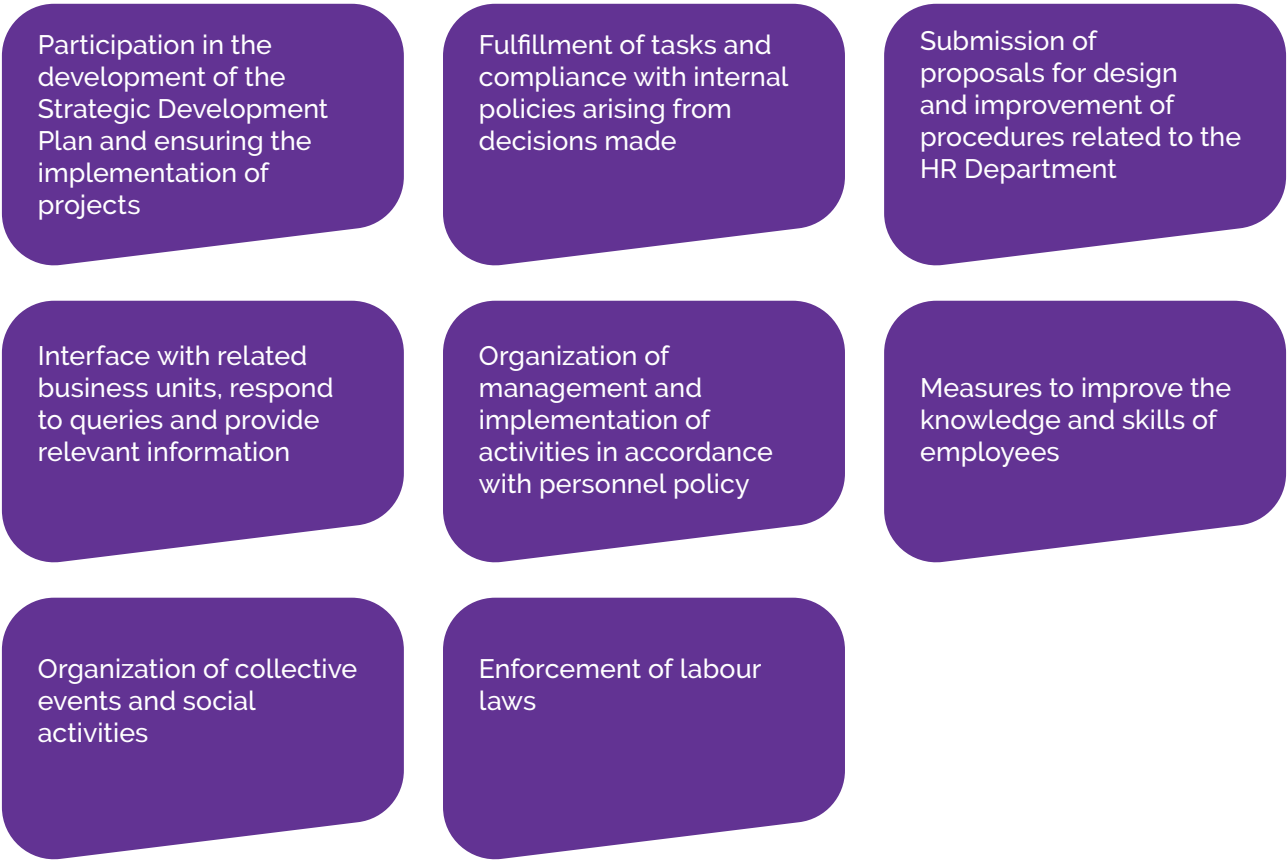 Participation in the
development of the
Strategic Development
Plan and ensuring the
implementation of
projects
Fulfillment of tasks and
compliance with internal
policies arising from
decisions made
Submission of
proposals for design
and improvement of
procedures related to the
HR Department
Interface with related
business units, respond
to queries and provide
relevant information
Organization of
management and
implementation of
activities in accordance
with personnel policy
Measures to improve the
knowledge and skills of
employees
Organization of collective
events and social
activities
Enforcement of labour
laws